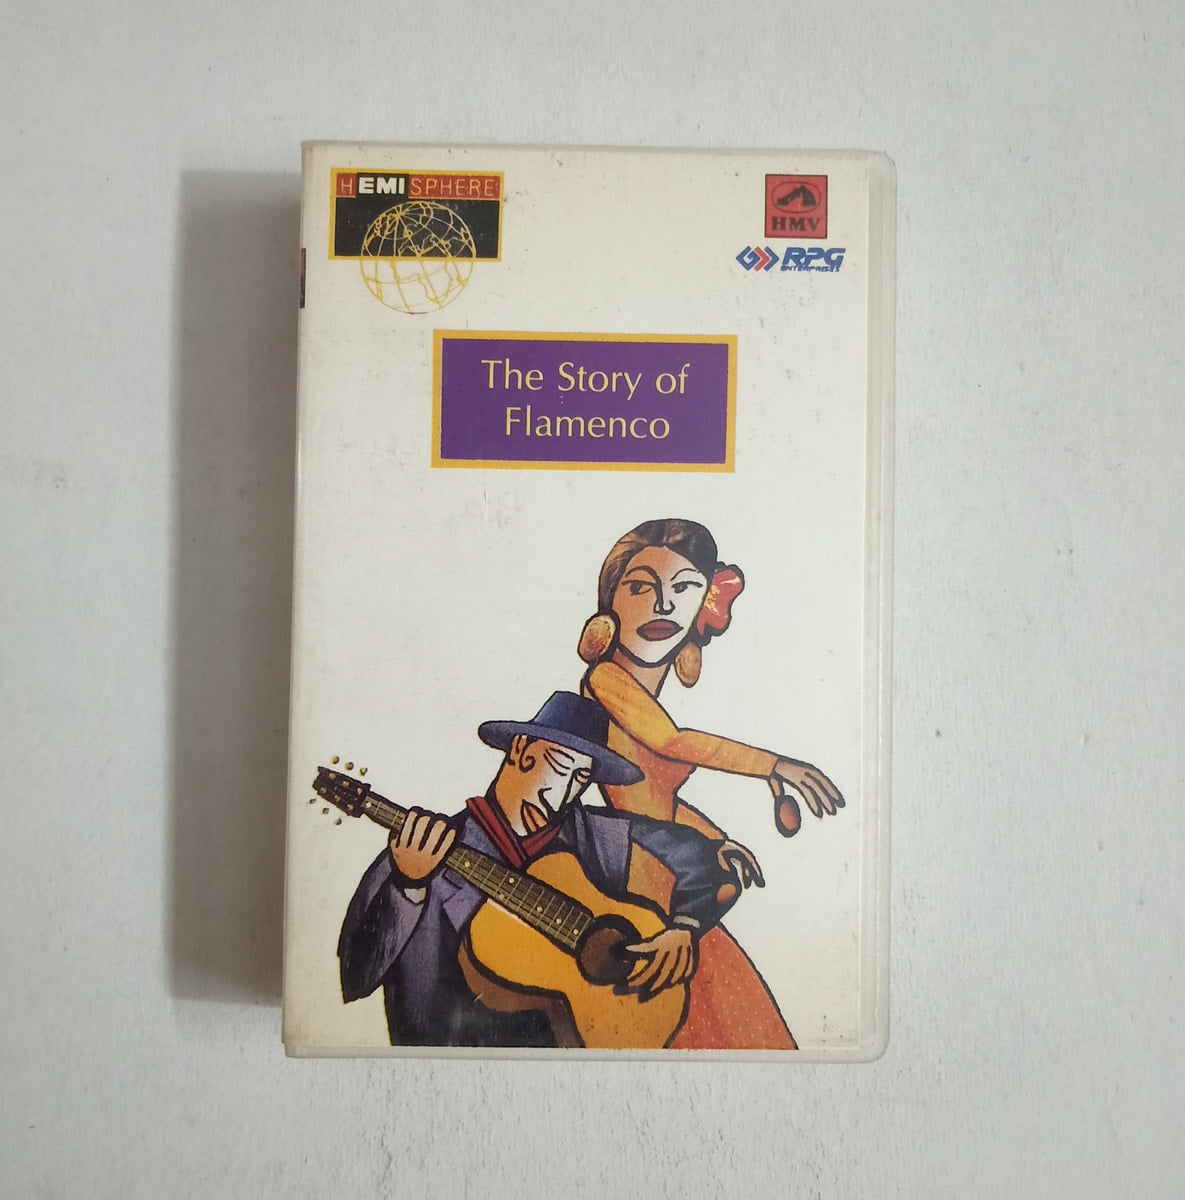 HEMISPHERE
HMV
RPG
ENTERPRISES
The Story of
Flamenco